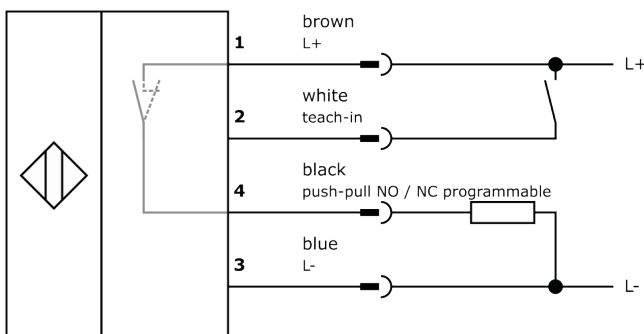 brown
1
L+
L+
white
2
teach-in
black
4
push-pull NO / NC programmable
blue
3
L-
L-